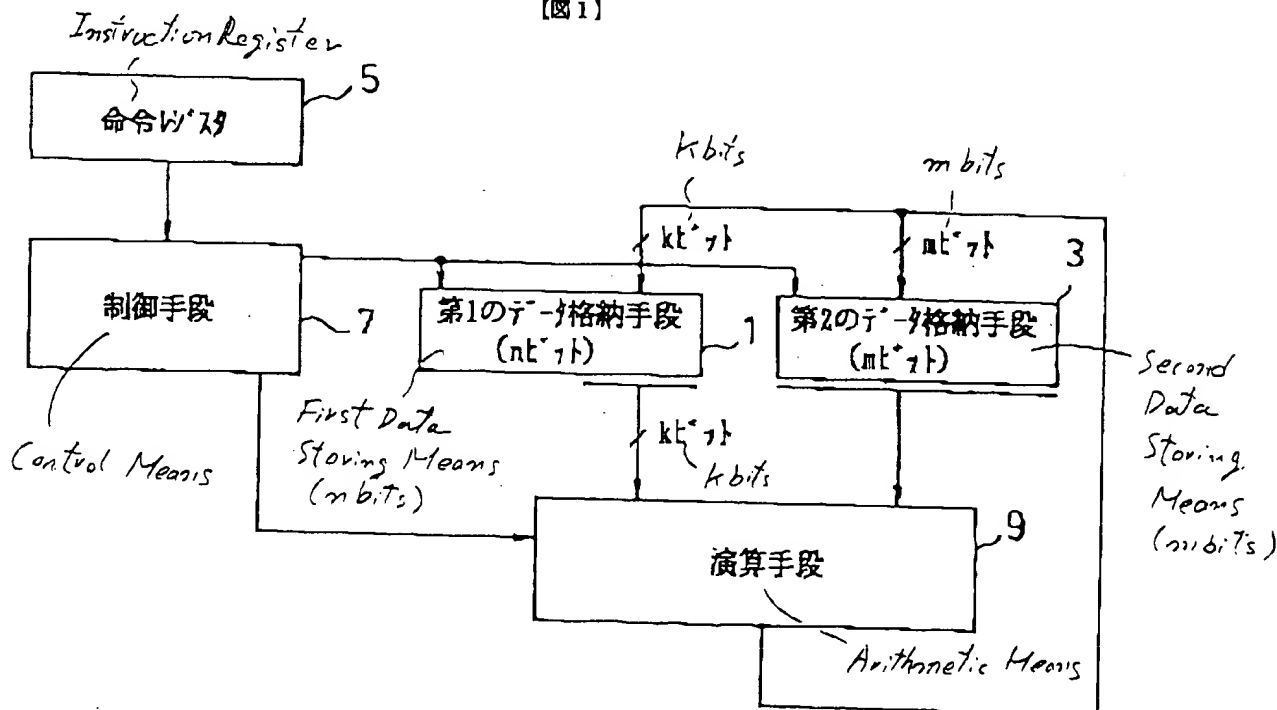 【図1】
Instruction Register
5
命令レジスタ
k bits
m bits
kビット
mビット
3
制御手段
7
第1のデータ格納手段
(nビット)
1
第2のデータ格納手段
(mビット)
Control Means
First Data
Storing Means
(n bits)
kビット
k bits
Second
Data
Storing
Means
(m bits)
9
演算手段
Arithmetic Means